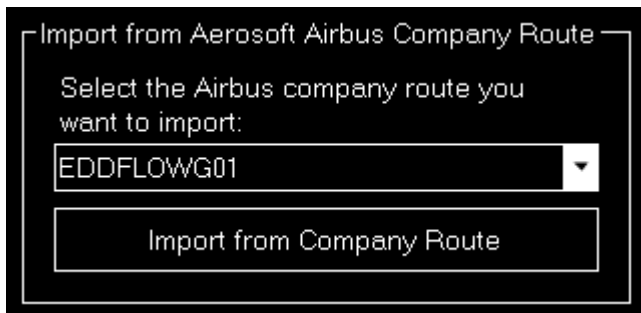 Import from Aerosoft Airbus Company Route
Select the Airbus company route you
want to import:
EDDFLOWG01
Import from Company Route